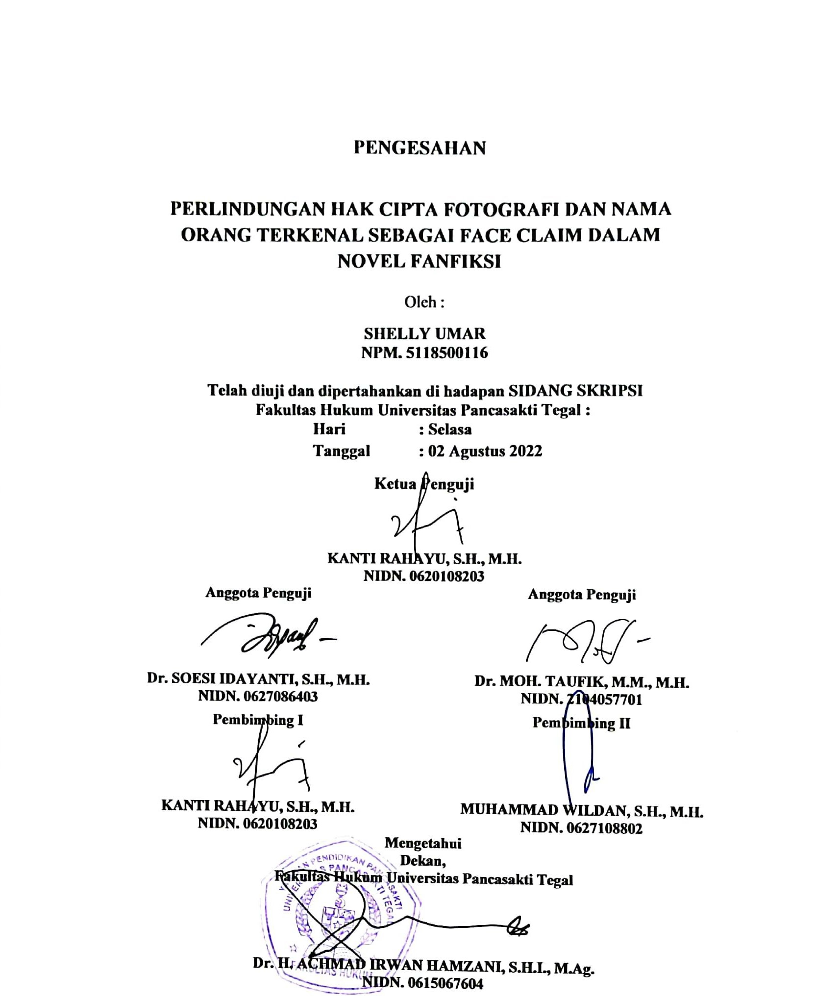 PENGESAHAN
PERLINDUNGAN HAK CIPTA FOTOGRAFI DAN NAMA
ORANG TERKENAL SEBAGAI FACE CLAIM DALAM
NOVEL FANFIKSI
Oleh :
SHELLY UMAR
NPM. 5118500116
Telah diuji dan dipertahankan di hadapan SIDANG SKRIPSI
Fakultas Hukum Universitas Pancasakti Tegal :
Hari : Selasa
Tanggal : 02 Agustus 2022
Ketua Penguji
KANTI RAHAYU, S.H., M.H.
NIDN. 0620108203
Anggota Penguji
Dr. SOESI IDAYANTI, S.H., M.H.
NIDN. 0627086403
Anggota Penguji
Dr. MOH. TAUFIK, M.M., M.H.
NIDN. 2104057701
Pembimbing I
KANTI RAHAYU, S.H., M.H.
NIDN. 0620108203
Pembimbing II
MUHAMMAD WILDAN, S.H., M.H.
NIDN. 0627108802
Mengetahui
Dekan,
Fakultas Hukum Universitas Pancasakti Tegal
PENDIDIKAN PANCASAKTI
FAKULTAS HUKUM
Dr. H. ACHMAD IRWAN HAMZANI, S.H.I., M.Ag.
NIDN. 0615067604